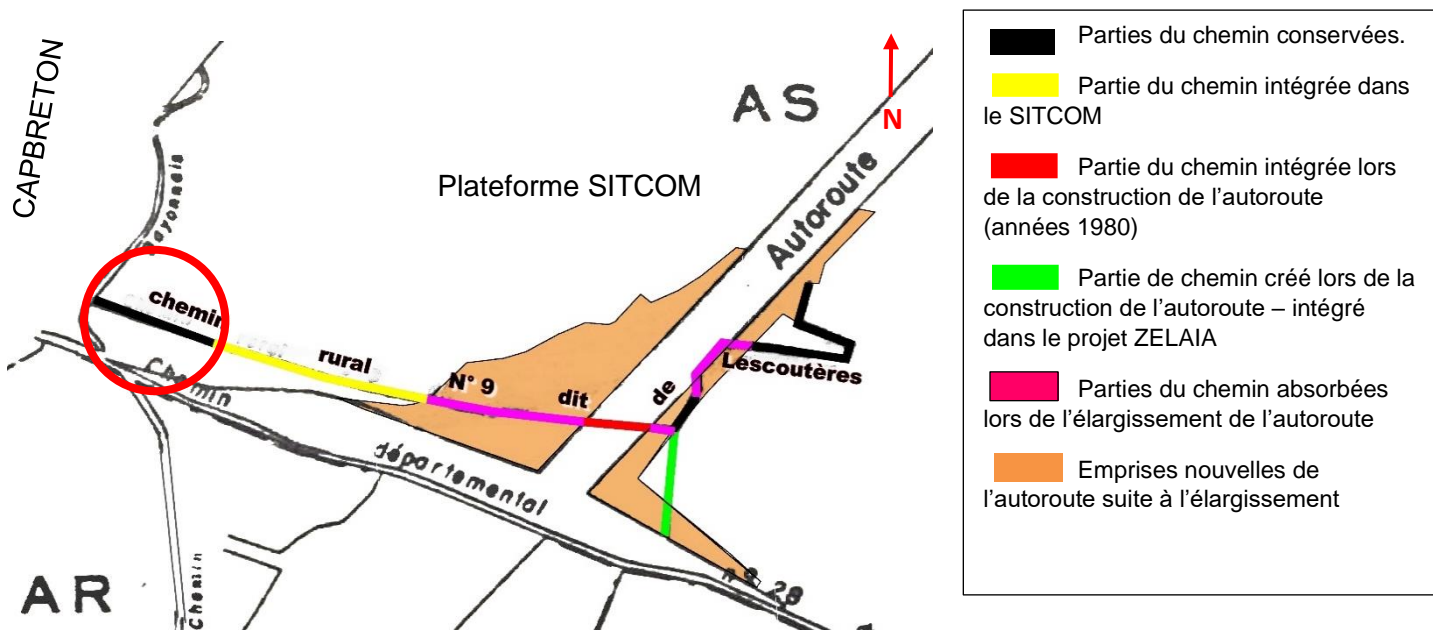 CAPBRETON
Bayonnais
AS
N
Plateforme SITCOM
Autoroute
chemin
rural
N° 9
dit
de
Lescoutères
Chemin
départemental
n° 28
AR
Chemin
Parties du chemin conservées.
Partie du chemin intégrée dans
le SITCOM
Partie du chemin intégrée lors
de la construction de l’autoroute
(années 1980)
Partie de chemin créé lors de la
construction de l’autoroute – intégré
dans le projet ZELAIA
Parties du chemin absorbées
lors de l’élargissement de l’autoroute
Emprises nouvelles de
l’autoroute suite à l’élargissement